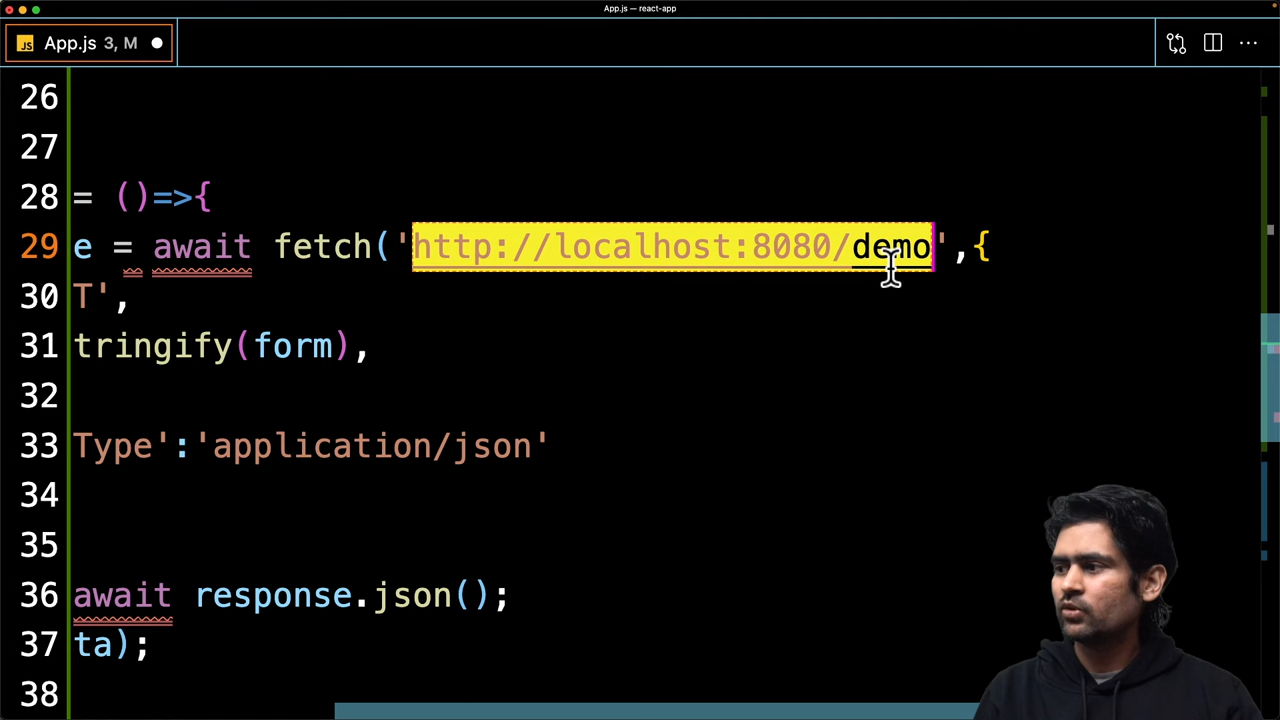 App.js — react-app
JS App.js 3, M
26
27
28 = ()=>{
29 e = await fetch('http://localhost:8080/demo',{
30 T',
31 tringify(form),
32
33 Type':'application/json'
34
35
36 await response.json();
37 ta);
38